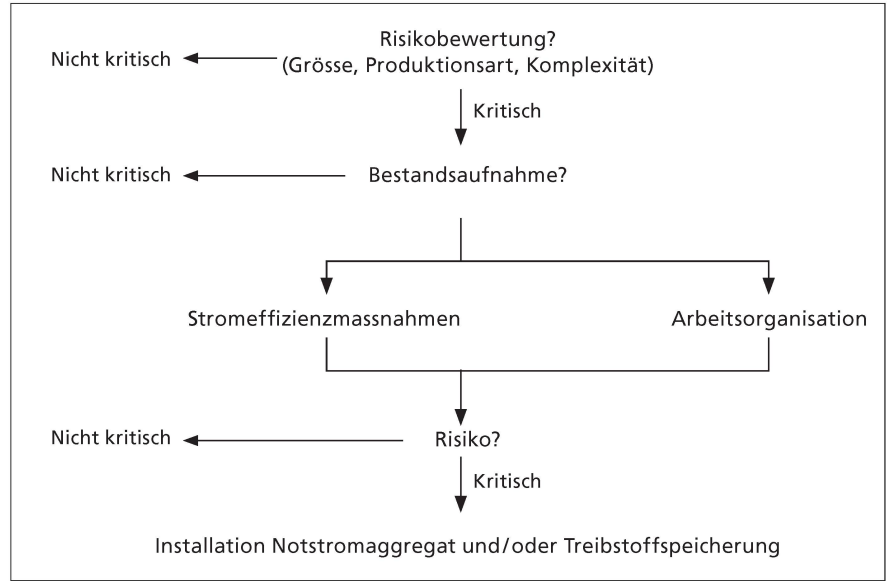 Risikobewertung?
Nicht kritisch
(Grösse, Produktionsart, Komplexität)
Kritisch
Nicht kritisch
Bestandsaufnahme?
Stromeffizienzmassnahmen
Arbeitsorganisation
Nicht kritisch
Risiko?
Kritisch
Installation Notstromaggregat und/oder Treibstoffspeicherung